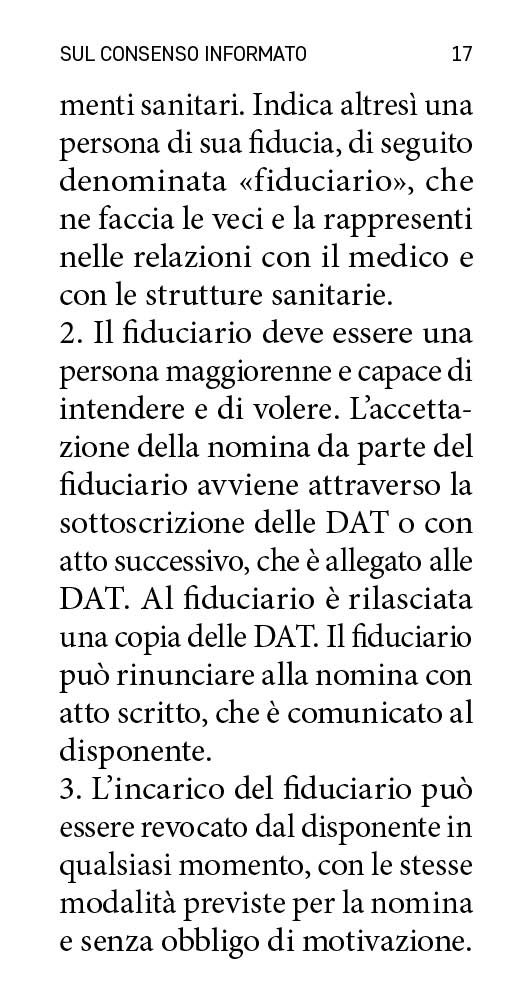 SUL CONSENSO INFORMATO 17
menti sanitari. Indica altresì una
persona di sua fiducia, di seguito
denominata «fiduciario», che
ne faccia le veci e la rappresenti
nelle relazioni con il medico e
con le strutture sanitarie.
2. Il fiduciario deve essere una
persona maggiorenne e capace di
intendere e di volere. L’accetta-
zione della nomina da parte del
fiduciario avviene attraverso la
sottoscrizione delle DAT o con
atto successivo, che è allegato alle
DAT. Al fiduciario è rilasciata
una copia delle DAT. Il fiduciario
può rinunciare alla nomina con
atto scritto, che è comunicato al
disponente.
3. L’incarico del fiduciario può
essere revocato dal disponente in
qualsiasi momento, con le stesse
modalità previste per la nomina
e senza obbligo di motivazione.